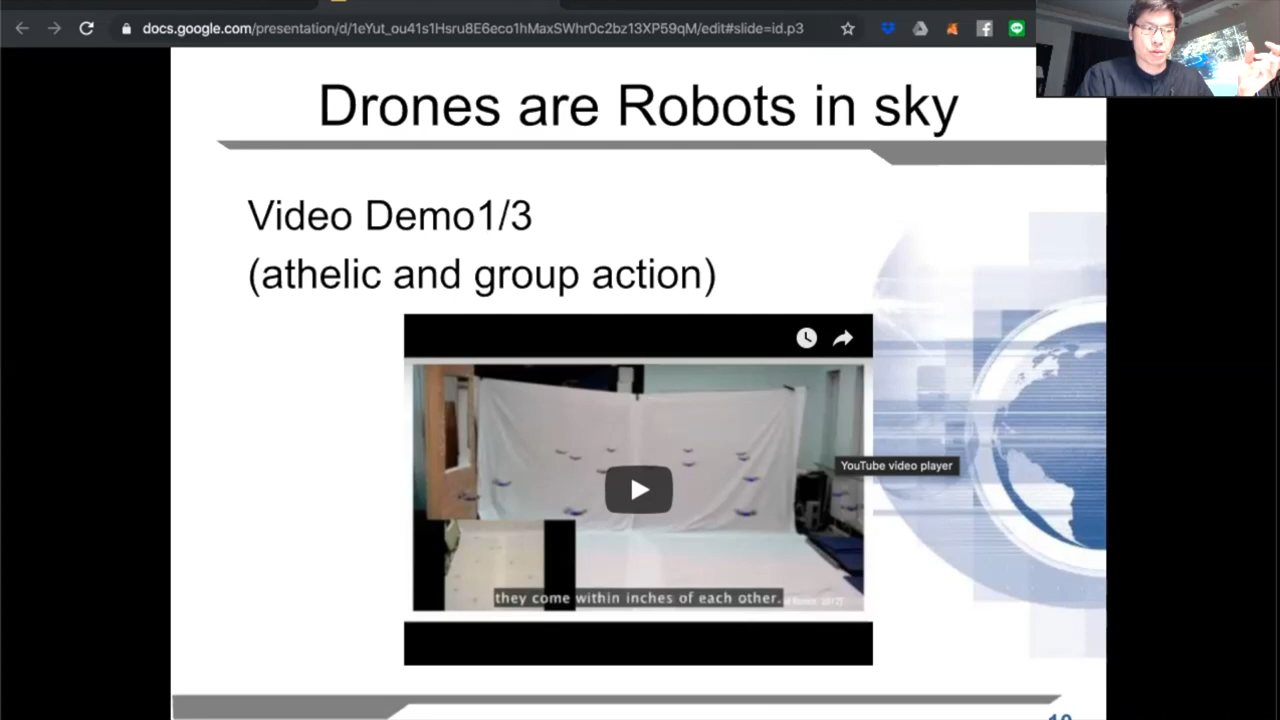 docs.google.com/presentation/d/1eYut_ou41s1Hsru8E6eco1hMaxSWhr0c2bz13XP59qM/edit#slide=id.p3
Drones are Robots in sky
Video Demo1/3
(athelic and group action)
YouTube video player
they come within inches of each other.